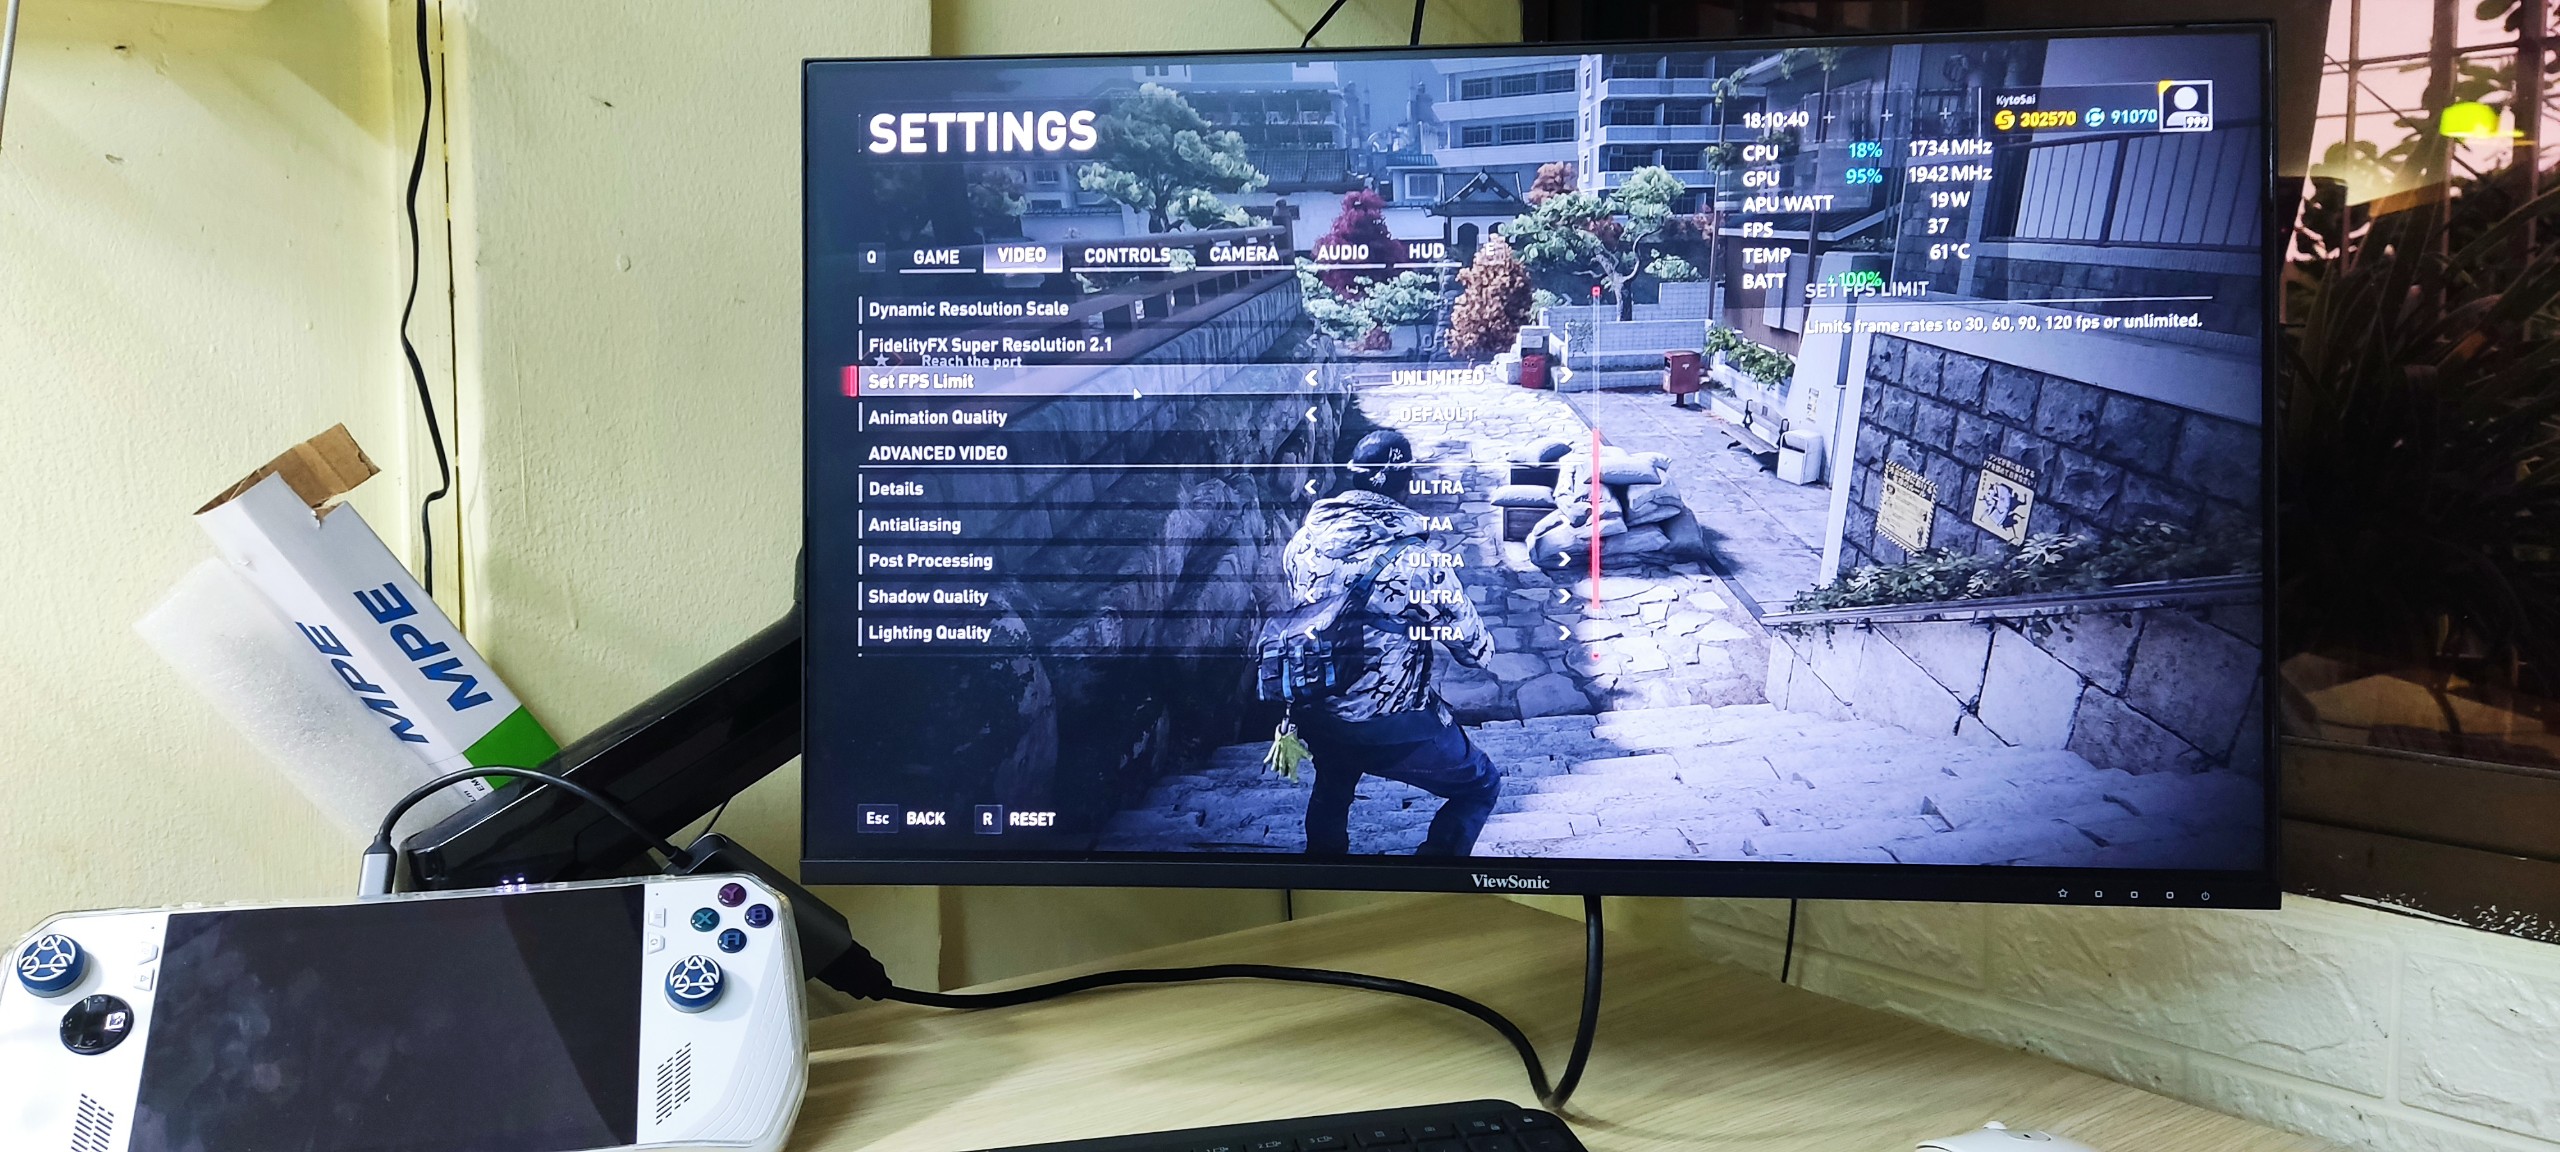 SETTINGS
KytoSai
302570 91070
999
18:10:40
CPU 18% 1734 MHz
GPU 95% 1942 MHz
APU WATT 19 W
FPS 37
TEMP 61°C
BATT +100%
Q GAME VIDEO CONTROLS CAMERA AUDIO HUD
SET FPS LIMIT
Limits frame rates to 30, 60, 90, 120 fps or unlimited.
Dynamic Resolution Scale
FidelityFX Super Resolution 2.1
Reach the port
Set FPS Limit UNLIMITED
Animation Quality DEFAULT
ADVANCED VIDEO
Details ULTRA
Antialiasing TAA
Post Processing ULTRA
Shadow Quality ULTRA
Lighting Quality ULTRA
Esc BACK R RESET
ViewSonic
MPE
MPE
Y
X B
A